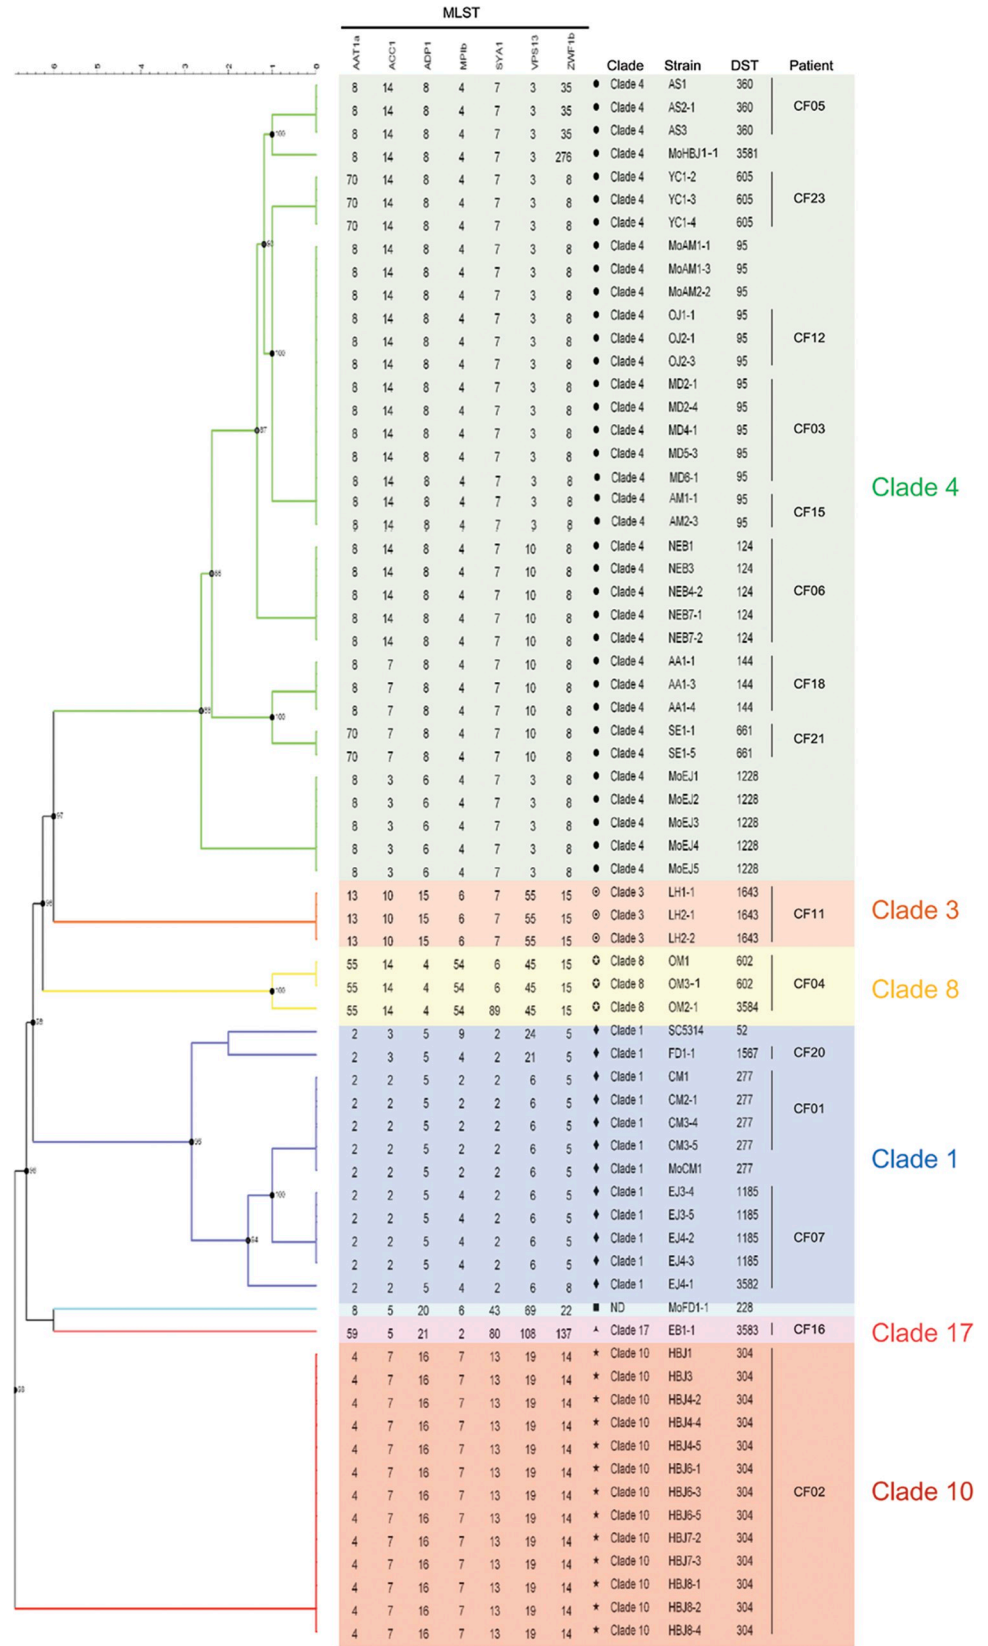 MLST
AAT1a ACC1 ADP1 MPIb SYA1 VPS13 ZWF1b Clade Strain DST Patient
6 5 4 3 2 1 0
8 14 8 4 7 3 35 Clade 4 AS1 360
8 14 8 4 7 3 35 Clade 4 AS2-1 360 CF05
8 14 8 4 7 3 35 Clade 4 AS3 360
100
8 14 8 4 7 3 276 Clade 4 MoHBJ1-1 3581
70 14 8 4 7 3 8 Clade 4 YC1-2 605
70 14 8 4 7 3 8 Clade 4 YC1-3 605 CF23
70 14 8 4 7 3 8 Clade 4 YC1-4 605
8 14 8 4 7 3 8 Clade 4 MoAM1-1 95
8 14 8 4 7 3 8 Clade 4 MoAM1-3 95
8 14 8 4 7 3 8 Clade 4 MoAM2-2 95
8 14 8 4 7 3 8 Clade 4 OJ1-1 95
8 14 8 4 7 3 8 Clade 4 OJ2-1 95 CF12
100
8 14 8 4 7 3 8 Clade 4 OJ2-3 95
8 14 8 4 7 3 8 Clade 4 MD2-1 95
8 14 8 4 7 3 8 Clade 4 MD2-4 95
8 14 8 4 7 3 8 Clade 4 MD4-1 95 CF03
8 14 8 4 7 3 8 Clade 4 MD5-3 95
8 14 8 4 7 3 8 Clade 4 MD6-1 95
Clade 4
8 14 8 4 7 3 8 Clade 4 AM1-1 95
8 14 8 4 7 3 8 Clade 4 AM2-3 95 CF15
8 14 8 4 7 10 8 Clade 4 NEB1 124
8 14 8 4 7 10 8 Clade 4 NEB3 124
8 14 8 4 7 10 8 Clade 4 NEB4-2 124 CF06
8 14 8 4 7 10 8 Clade 4 NEB7-1 124
8 14 8 4 7 10 8 Clade 4 NEB7-2 124
8 7 8 4 7 10 8 Clade 4 AA1-1 144
8 7 8 4 7 10 8 Clade 4 AA1-3 144 CF18
8 7 8 4 7 10 8 Clade 4 AA1-4 144
100
70 7 8 4 7 10 8 Clade 4 SE1-1 661 CF21
70 7 8 4 7 10 8 Clade 4 SE1-5 661
8 3 6 4 7 3 8 Clade 4 MoEJ1 1228
8 3 6 4 7 3 8 Clade 4 MoEJ2 1228
8 3 6 4 7 3 8 Clade 4 MoEJ3 1228
8 3 6 4 7 3 8 Clade 4 MoEJ4 1228
8 3 6 4 7 3 8 Clade 4 MoEJ5 1228
13 10 15 6 7 55 15 Clade 3 LH1-1 1643
13 10 15 6 7 55 15 Clade 3 LH2-1 1643 CF11 Clade 3
13 10 15 6 7 55 15 Clade 3 LH2-2 1643
55 14 4 54 6 45 15 Clade 8 OM1 602
55 14 4 54 6 45 15 Clade 8 OM3-1 602 CF04 Clade 8
100
55 14 4 54 89 45 15 Clade 8 OM2-1 3584
2 3 5 9 2 24 5 Clade 1 SC5314 52
2 3 5 4 2 21 5 Clade 1 FD1-1 1567 CF20
2 2 5 2 2 6 5 Clade 1 CM1 277
2 2 5 2 2 6 5 Clade 1 CM2-1 277 CF01
2 2 5 2 2 6 5 Clade 1 CM3-4 277
2 2 5 2 2 6 5 Clade 1 CM3-5 277
Clade 1
2 2 5 2 2 6 5 Clade 1 MoCM1 277
100
2 2 5 4 2 6 5 Clade 1 EJ3-4 1185
2 2 5 4 2 6 5 Clade 1 EJ3-5 1185
2 2 5 4 2 6 5 Clade 1 EJ4-2 1185 CF07
2 2 5 4 2 6 5 Clade 1 EJ4-3 1185
2 2 5 4 2 6 8 Clade 1 EJ4-1 3582
8 5 20 6 43 69 22 ND MoFD1-1 228
59 5 21 2 80 108 137 Clade 17 EB1-1 3583 CF16 Clade 17
4 7 16 7 13 19 14 Clade 10 HBJ1 304
4 7 16 7 13 19 14 Clade 10 HBJ3 304
4 7 16 7 13 19 14 Clade 10 HBJ4-2 304
4 7 16 7 13 19 14 Clade 10 HBJ4-4 304
4 7 16 7 13 19 14 Clade 10 HBJ4-5 304
4 7 16 7 13 19 14 Clade 10 HBJ6-1 304
4 7 16 7 13 19 14 Clade 10 HBJ6-3 304 CF02 Clade 10
4 7 16 7 13 19 14 Clade 10 HBJ6-5 304
4 7 16 7 13 19 14 Clade 10 HBJ7-2 304
4 7 16 7 13 19 14 Clade 10 HBJ7-3 304
4 7 16 7 13 19 14 Clade 10 HBJ8-1 304
4 7 16 7 13 19 14 Clade 10 HBJ8-2 304
4 7 16 7 13 19 14 Clade 10 HBJ8-4 304